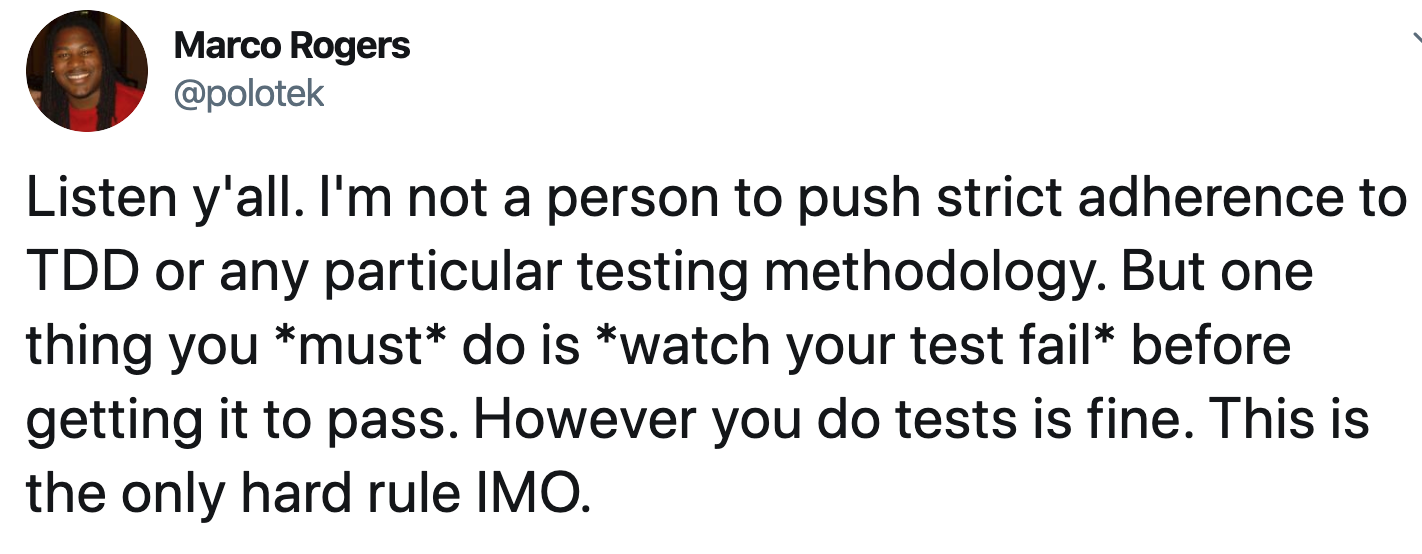 Marco Rogers
@polotek
Listen y'all. I'm not a person to push strict adherence to
TDD or any particular testing methodology. But one
thing you *must* do is *watch your test fail* before
getting it to pass. However you do tests is fine. This is
the only hard rule IMO.